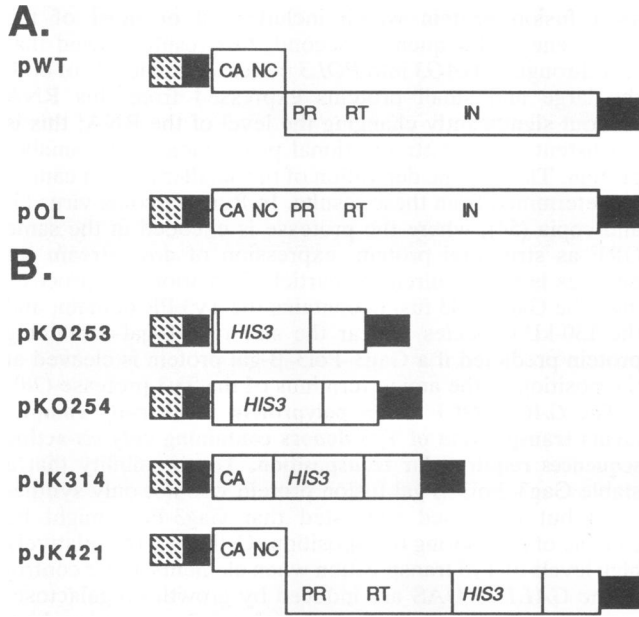 A.
pWT
CA NC
PR RT IN
pOL
CA NC PR RT IN
B.
pKO253
HIS3
pKO254
HIS3
pJK314
CA HIS3
pJK421
CA NC
PR RT HIS3